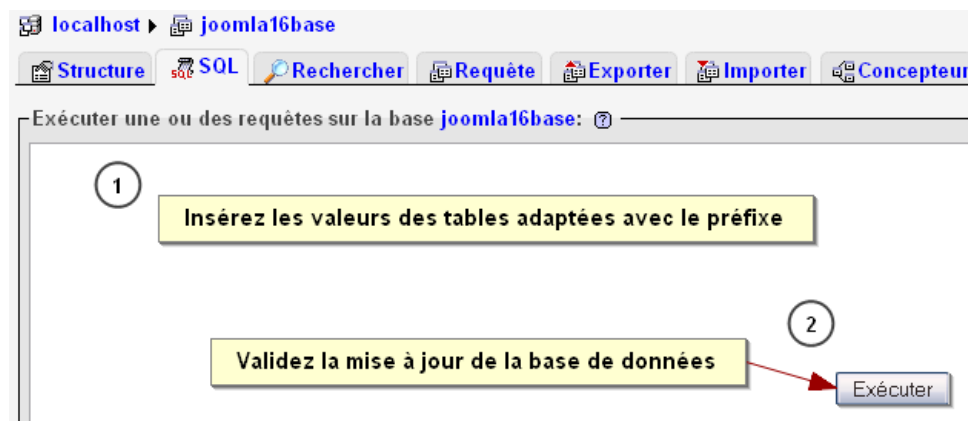 localhost ▸ joomla16base
Structure SQL Rechercher Requête Exporter Importer Concepteur
Exécuter une ou des requêtes sur la base joomla16base:
1
Insérez les valeurs des tables adaptées avec le préfixe
2
Validez la mise à jour de la base de données
Exécuter